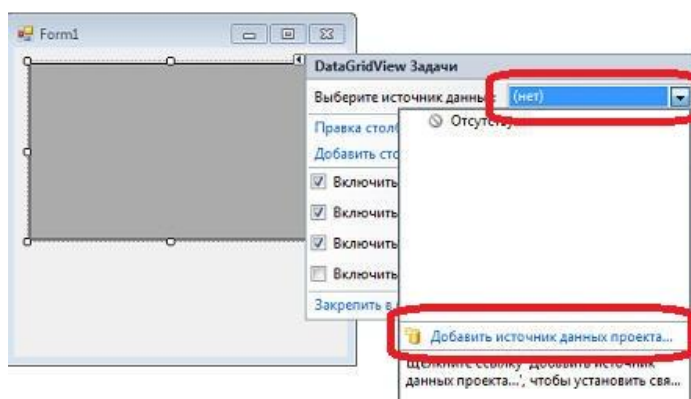 Form1
DataGridView Задачи
Выберите источник данных (нет)
Отсутству
Правка стол
Добавить сто
Включить
Включить
Включить
Включить
Закрепить в
Добавить источник данных проекта...
Щелкните ссылку 'Добавить источник
данных проекта...', чтобы установить свя...